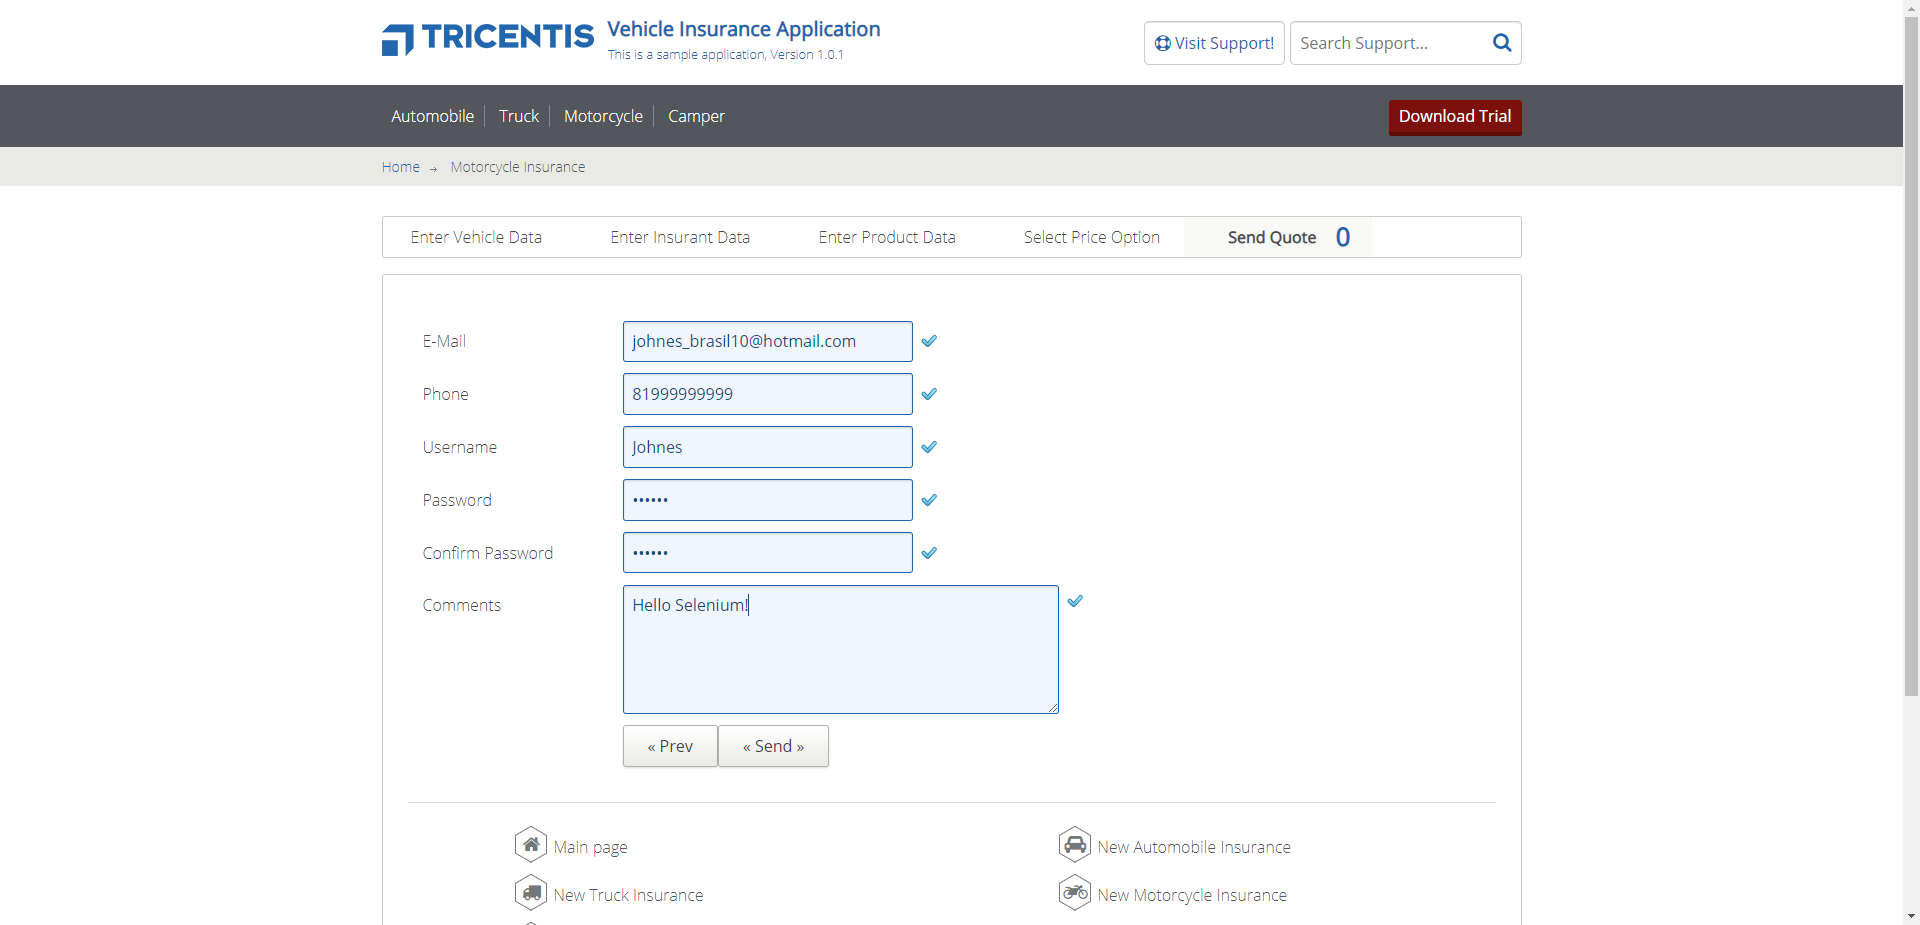 TRICENTIS Vehicle Insurance Application
This is a sample application, Version 1.0.1
Visit Support!
Search Support...
Automobile
Truck
Motorcycle
Camper
Download Trial
Home → Motorcycle Insurance
Enter Vehicle Data
Enter Insurant Data
Enter Product Data
Select Price Option
Send Quote 0
E-Mail
johnes_brasil10@hotmail.com
Phone
81999999999
Username
Johnes
Password
••••••
Confirm Password
••••••
Comments
Hello Selenium!
« Prev
« Send »
Main page
New Automobile Insurance
New Truck Insurance
New Motorcycle Insurance